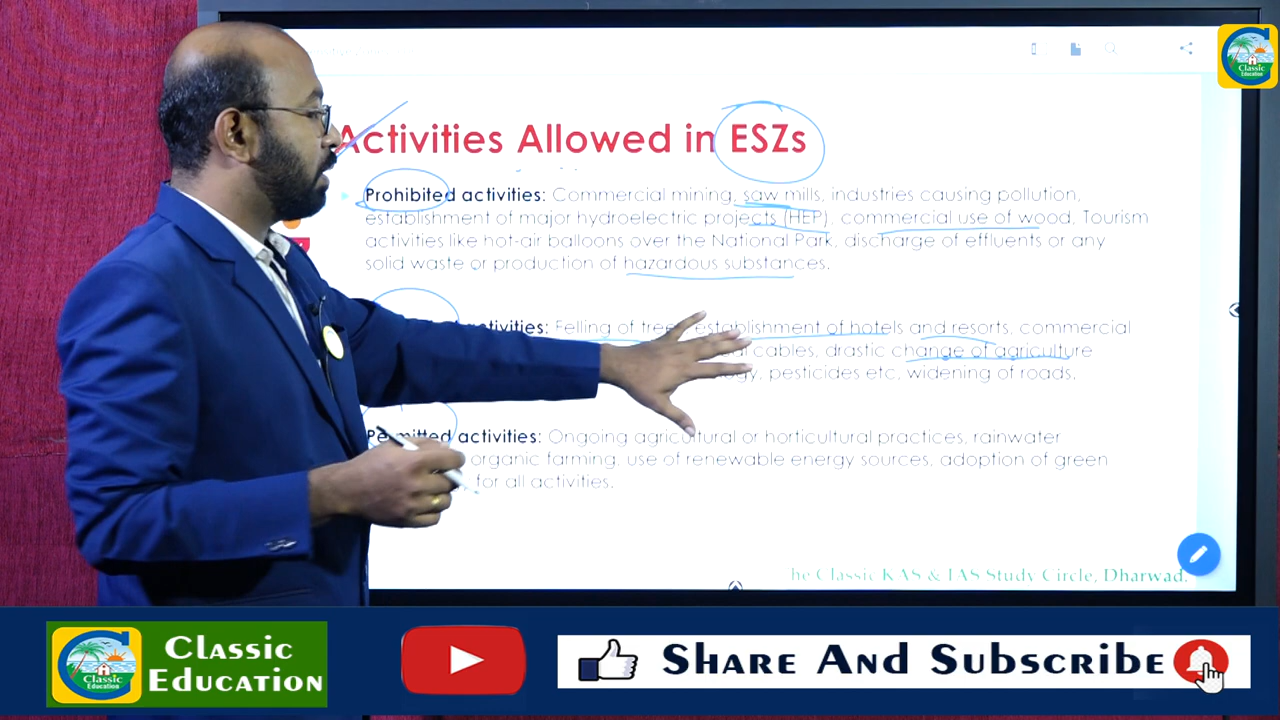 Classic
Education
Activities Allowed in ESZs
Prohibited activities: Commercial mining, saw mills, industries causing pollution,
establishment of major hydroelectric projects (HEP), commercial use of wood, Tourism
activities like hot-air balloons over the National Park, discharge of effluents or any
solid waste or production of hazardous substances.
activities: Felling of trees, establishment of hotels and resorts, commercial
cables, drastic change of agriculture
pesticides etc, widening of roads.
Permitted activities: Ongoing agricultural or horticultural practices, rainwater
organic farming, use of renewable energy sources, adoption of green
for all activities.
The Classic KAS & IAS Study Circle, Dharwad.
Classic
Education
Classic
Education
Share And Subscribe